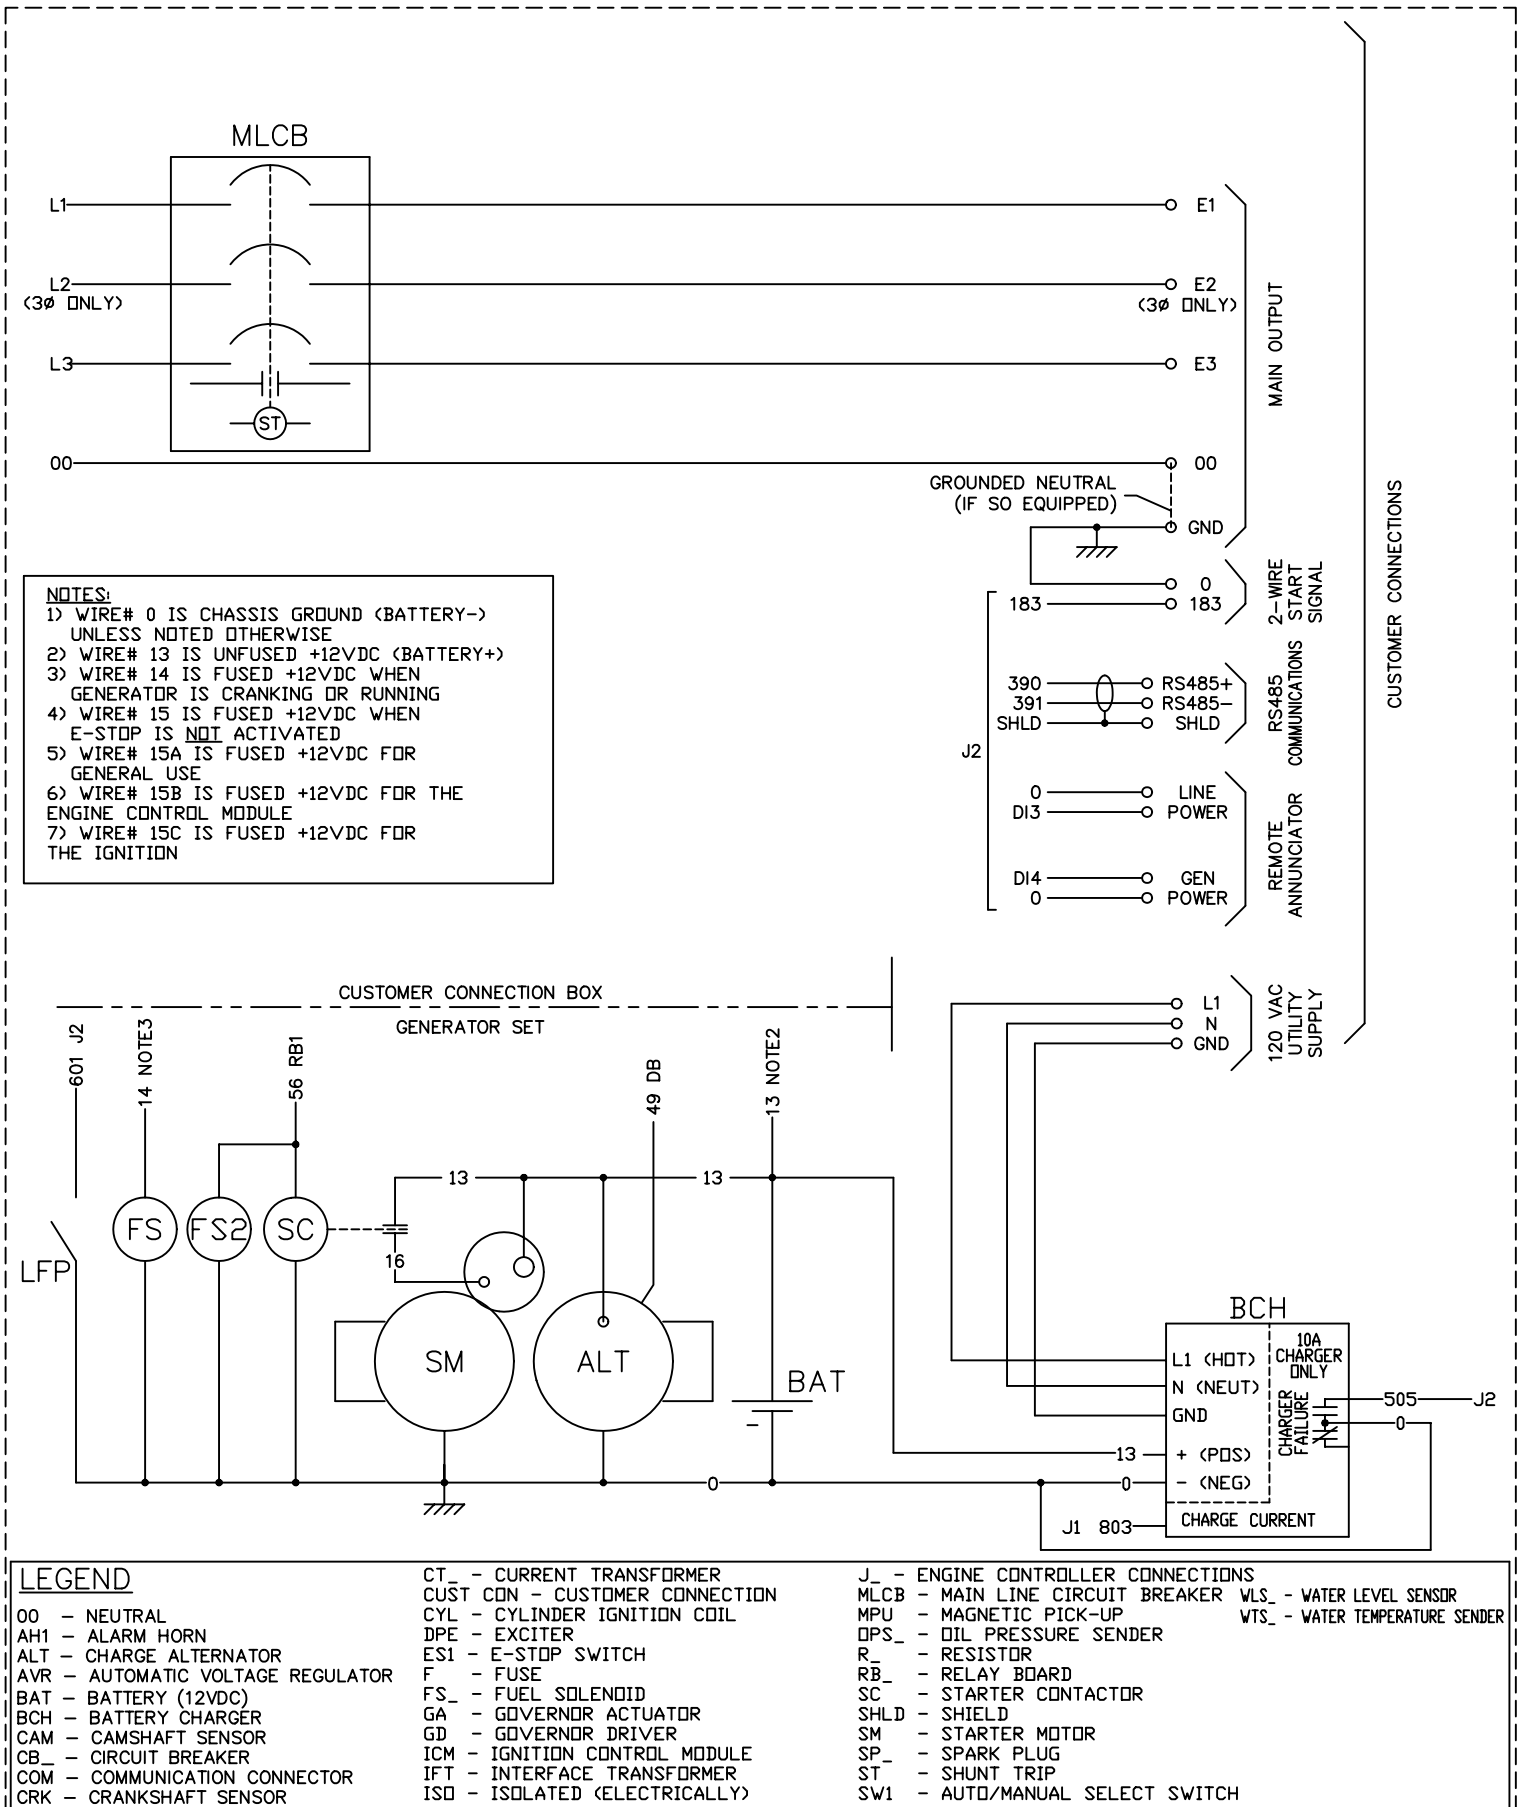 MLCB
L1
E1
L2
(3Ø ONLY)
E2
(3Ø ONLY)
L3
E3
ST
00
00
MAIN OUTPUT
GROUNDED NEUTRAL
(IF SO EQUIPPED)
GND
CUSTOMER CONNECTIONS
NOTES:
1) WIRE# 0 IS CHASSIS GROUND (BATTERY-)
UNLESS NOTED OTHERWISE
2) WIRE# 13 IS UNFUSED +12VDC (BATTERY+)
3) WIRE# 14 IS FUSED +12VDC WHEN
GENERATOR IS CRANKING OR RUNNING
4) WIRE# 15 IS FUSED +12VDC WHEN
E-STOP IS NOT ACTIVATED
5) WIRE# 15A IS FUSED +12VDC FOR
GENERAL USE
6) WIRE# 15B IS FUSED +12VDC FOR THE
ENGINE CONTROL MODULE
7) WIRE# 15C IS FUSED +12VDC FOR
THE IGNITION
0
183
183
2-WIRE
START
SIGNAL
J2
390
RS485+
391
RS485-
SHLD
SHLD
RS485
COMMUNICATIONS
0
LINE
DI3
POWER
DI4
GEN
0
POWER
REMOTE
ANNUNCIATOR
CUSTOMER CONNECTION BOX
GENERATOR SET
L1
N
GND
120 VAC
UTILITY
SUPPLY
601 J2
14 NOTE3
56 RB1
49 DB
13 NOTE2
13
13
LFP
FS
FS2
SC
16
SM
ALT
BAT
-
0
BCH
10A
CHARGER
ONLY
L1 (HOT)
N (NEUT)
GND
CHARGER
FAILURE
505
J2
0
13
+ (POS)
0
- (NEG)
J1 803
CHARGE CURRENT
LEGEND
00 - NEUTRAL
AH1 - ALARM HORN
ALT - CHARGE ALTERNATOR
AVR - AUTOMATIC VOLTAGE REGULATOR
BAT - BATTERY (12VDC)
BCH - BATTERY CHARGER
CAM - CAMSHAFT SENSOR
CB_ - CIRCUIT BREAKER
COM - COMMUNICATION CONNECTOR
CRK - CRANKSHAFT SENSOR
CT_ - CURRENT TRANSFORMER
CUST CON - CUSTOMER CONNECTION
CYL - CYLINDER IGNITION COIL
DPE - EXCITER
ES1 - E-STOP SWITCH
F - FUSE
FS_ - FUEL SOLENOID
GA - GOVERNOR ACTUATOR
GD - GOVERNOR DRIVER
ICM - IGNITION CONTROL MODULE
IFT - INTERFACE TRANSFORMER
ISO - ISOLATED (ELECTRICALLY)
J_ - ENGINE CONTROLLER CONNECTIONS
MLCB - MAIN LINE CIRCUIT BREAKER
MPU - MAGNETIC PICK-UP
OPS_ - OIL PRESSURE SENDER
R_ - RESISTOR
RB_ - RELAY BOARD
SC - STARTER CONTACTOR
SHLD - SHIELD
SM - STARTER MOTOR
SP_ - SPARK PLUG
ST - SHUNT TRIP
SW1 - AUTO/MANUAL SELECT SWITCH
WLS_ - WATER LEVEL SENSOR
WTS_ - WATER TEMPERATURE SENDER